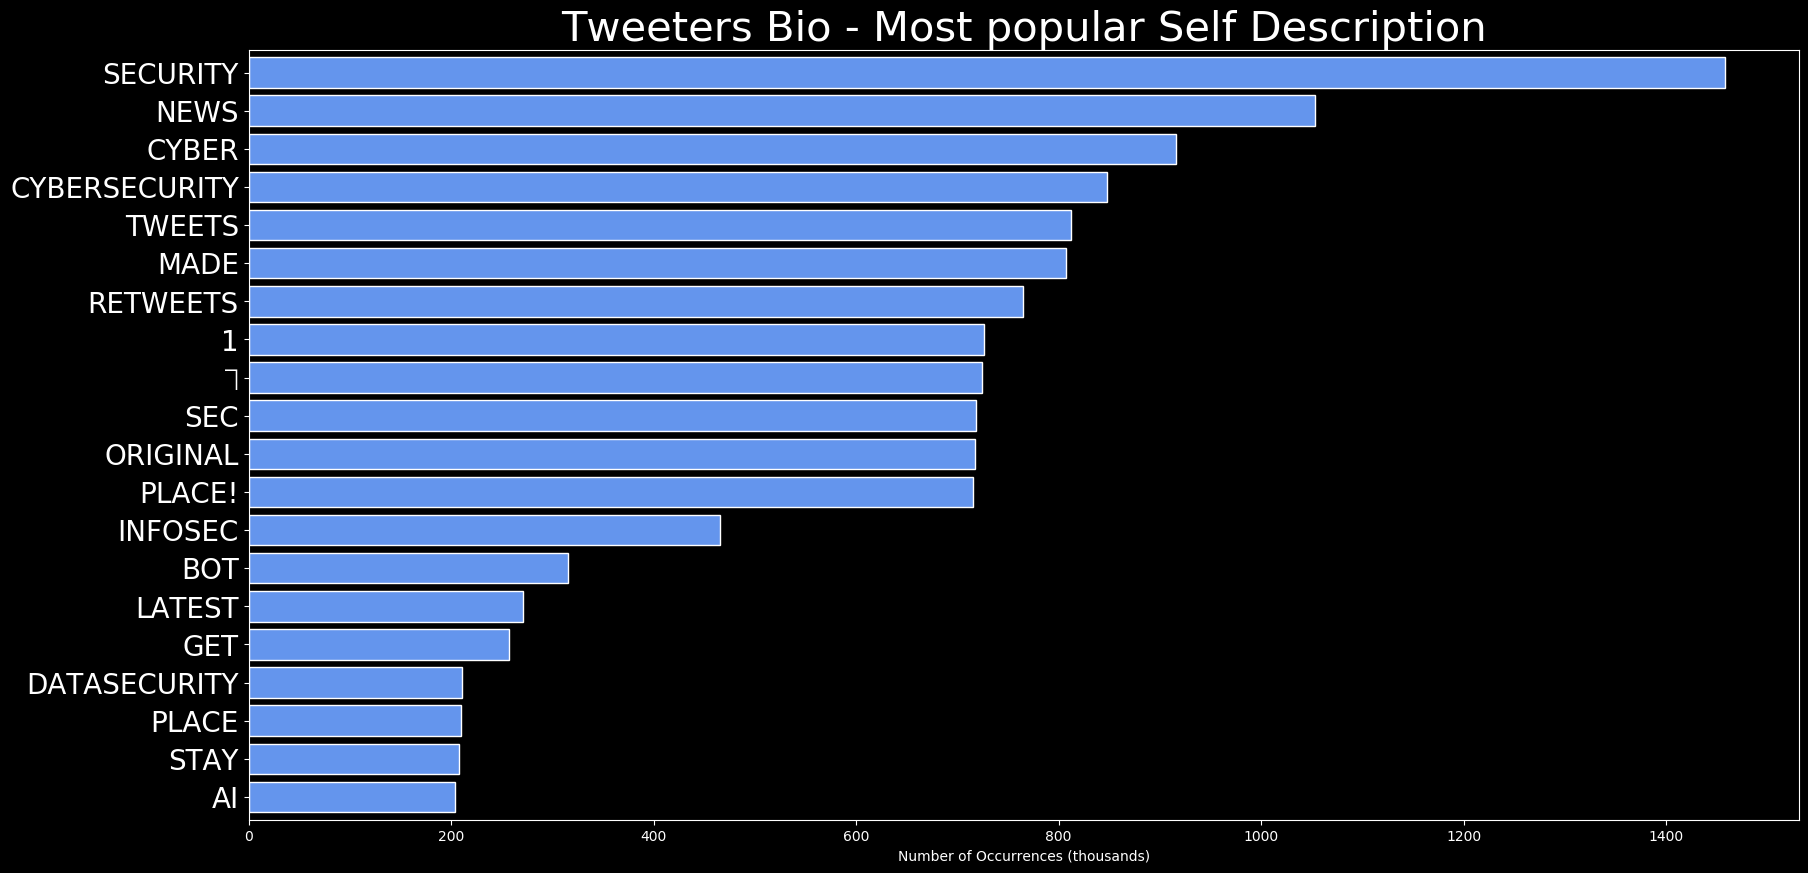 Tweeters Bio - Most popular Self Description
SECURITY
NEWS
CYBER
CYBERSECURITY
TWEETS
MADE
RETWEETS
1
SEC
ORIGINAL
PLACE!
INFOSEC
BOT
LATEST
GET
DATASECURITY
PLACE
STAY
AI
0 200 400 600 800 1000 1200 1400
Number of Occurrences (thousands)